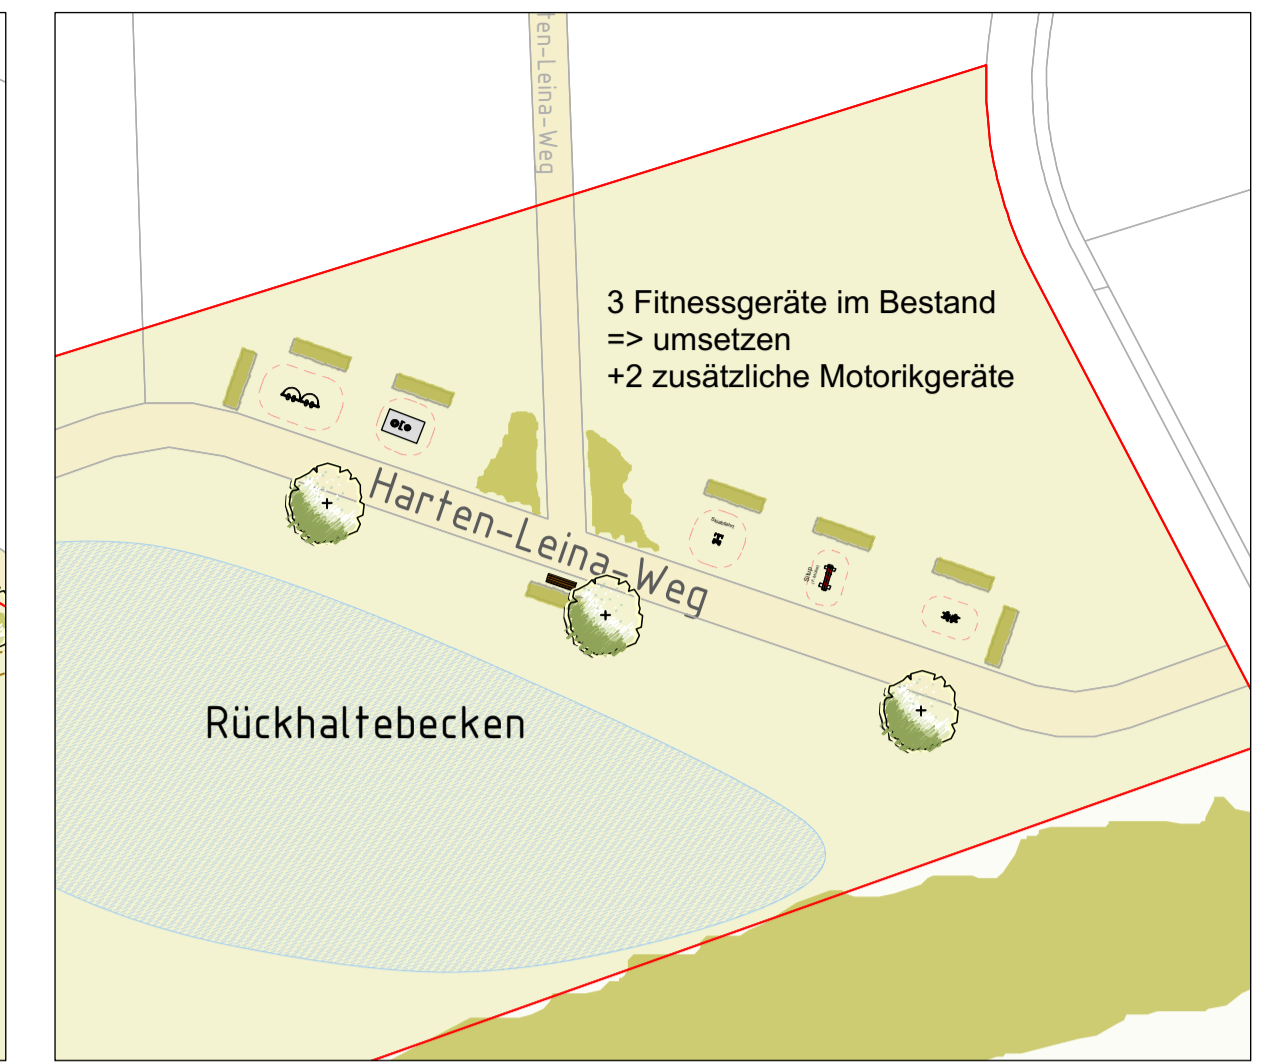 ten-Leina-Weg
3 Fitnessgeräte im Bestand
=> umsetzen
+2 zusätzliche Motorikgeräte
Harten-Leina-Weg
Rückhaltebecken